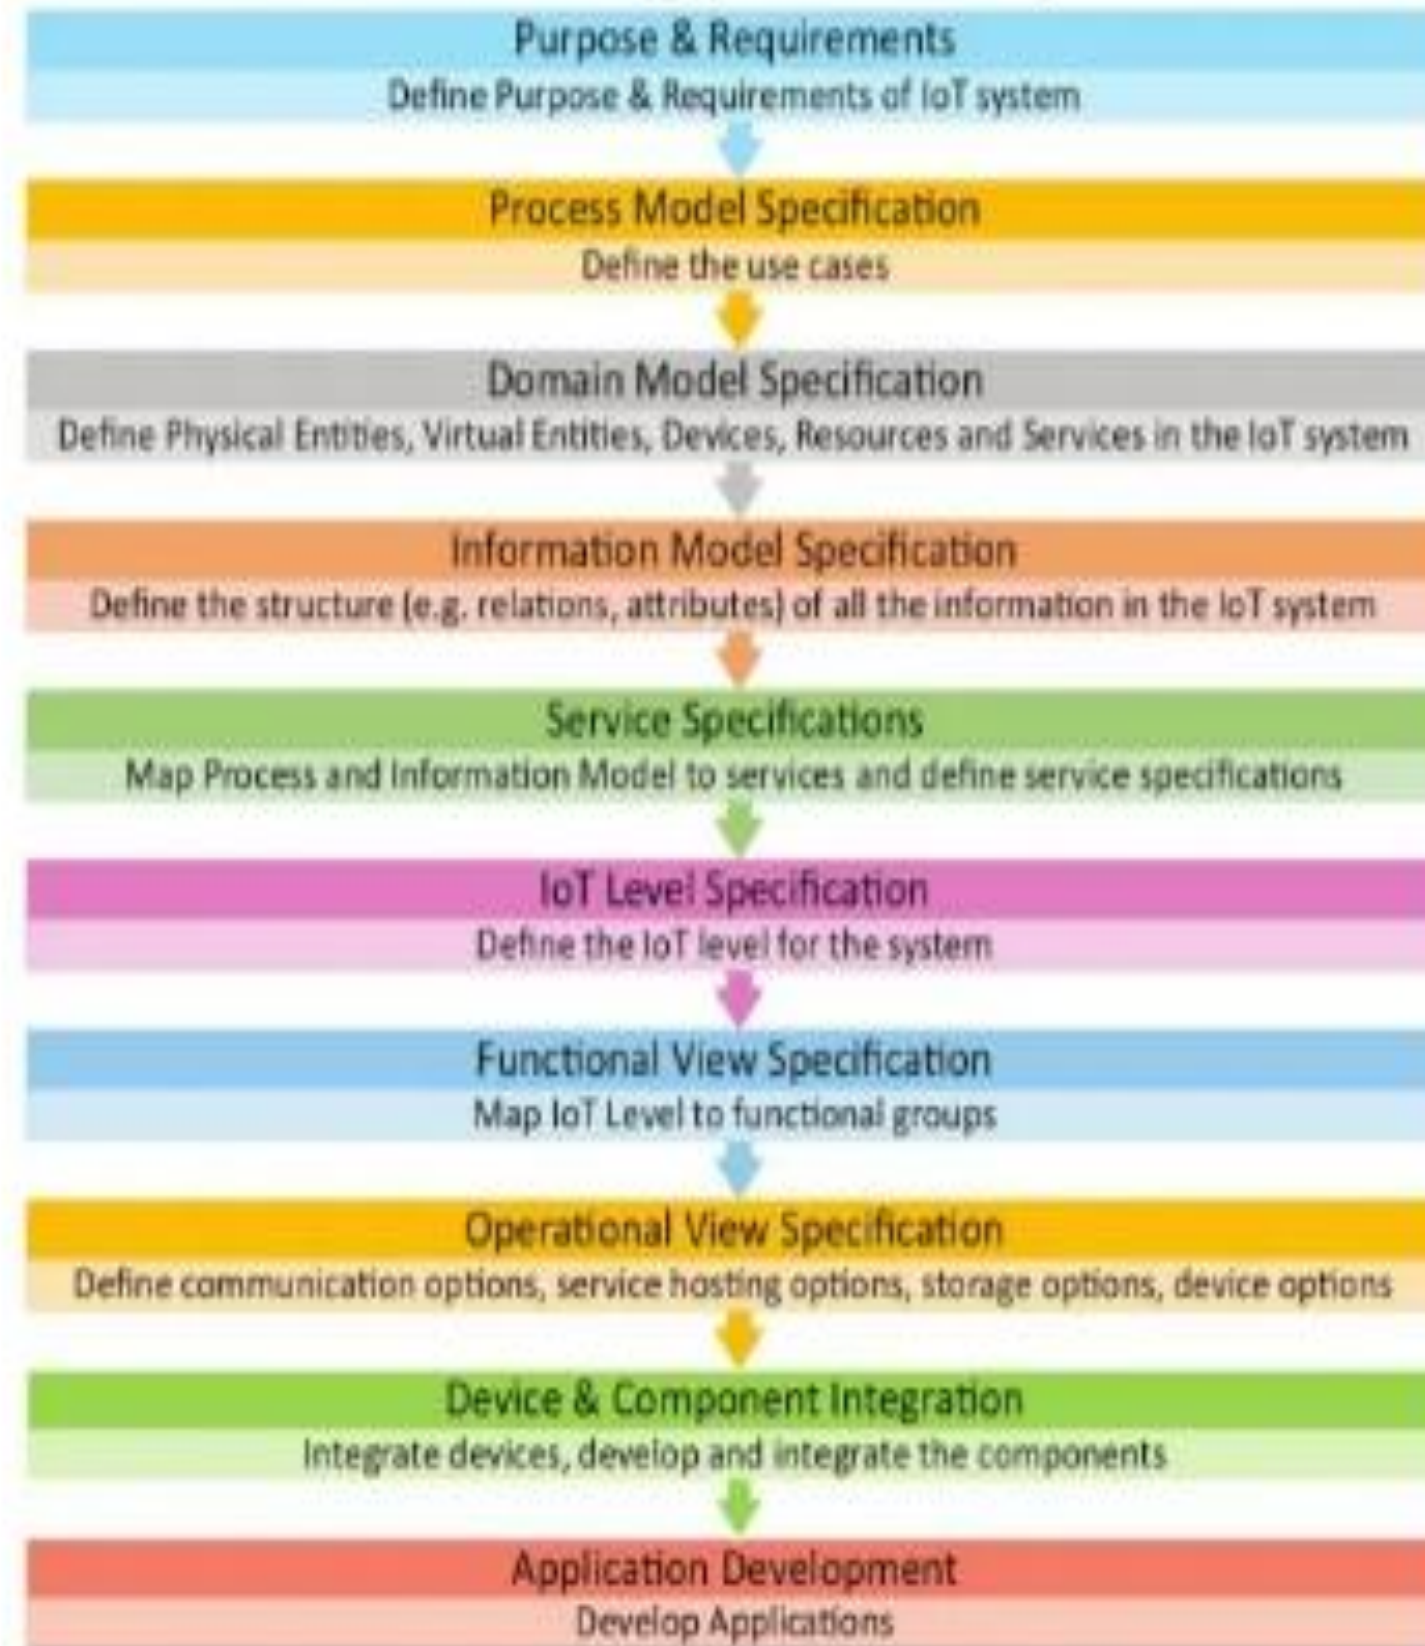 Purpose & Requirements
Define Purpose & Requirements of IoT system
Process Model Specification
Define the use cases
Domain Model Specification
Define Physical Entities, Virtual Entities, Devices, Resources and Services in the IoT system
Information Model Specification
Define the structure (e.g. relations, attributes) of all the information in the IoT system
Service Specifications
Map Process and Information Model to services and define service specifications
IoT Level Specification
Define the IoT level for the system
Functional View Specification
Map IoT Level to functional groups
Operational View Specification
Define communication options, service hosting options, storage options, device options
Device & Component Integration
Integrate devices, develop and integrate the components
Application Development
Develop Applications